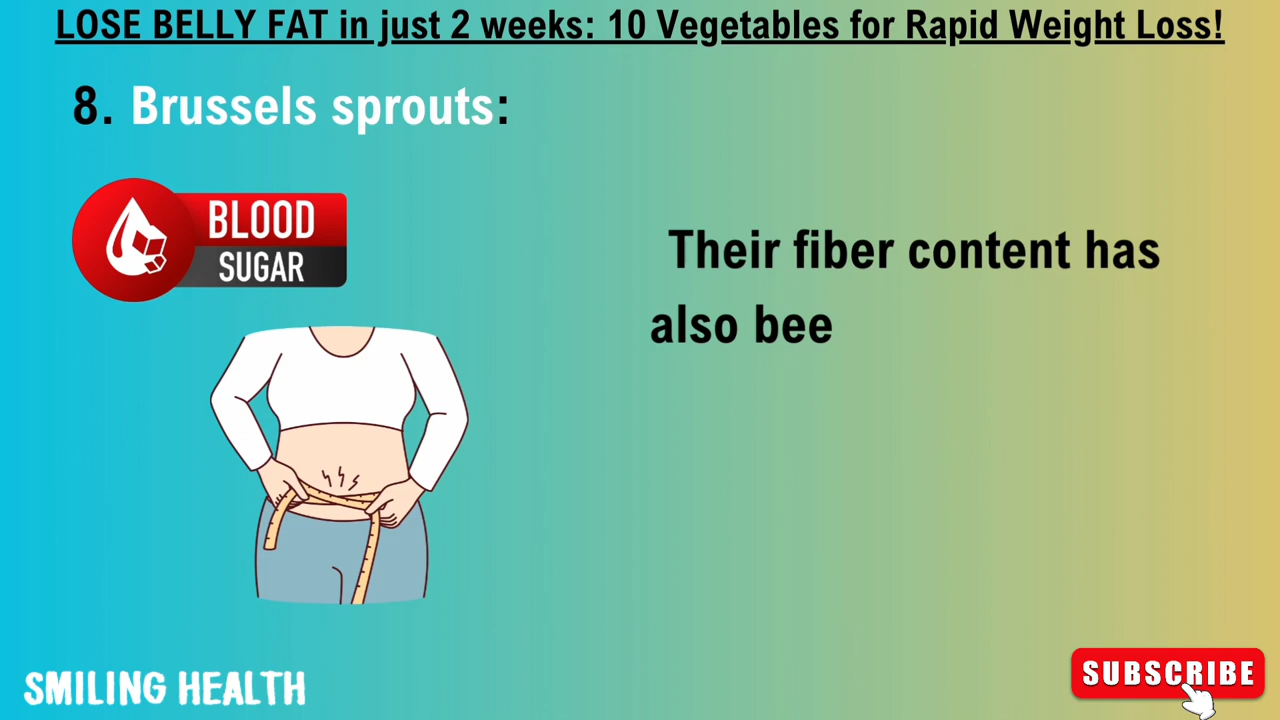 LOSE BELLY FAT in just 2 weeks: 10 Vegetables for Rapid Weight Loss!
8. Brussels sprouts:
BLOOD
SUGAR
Their fiber content has
also bee
SMILING HEALTH
SUBSCRIBE